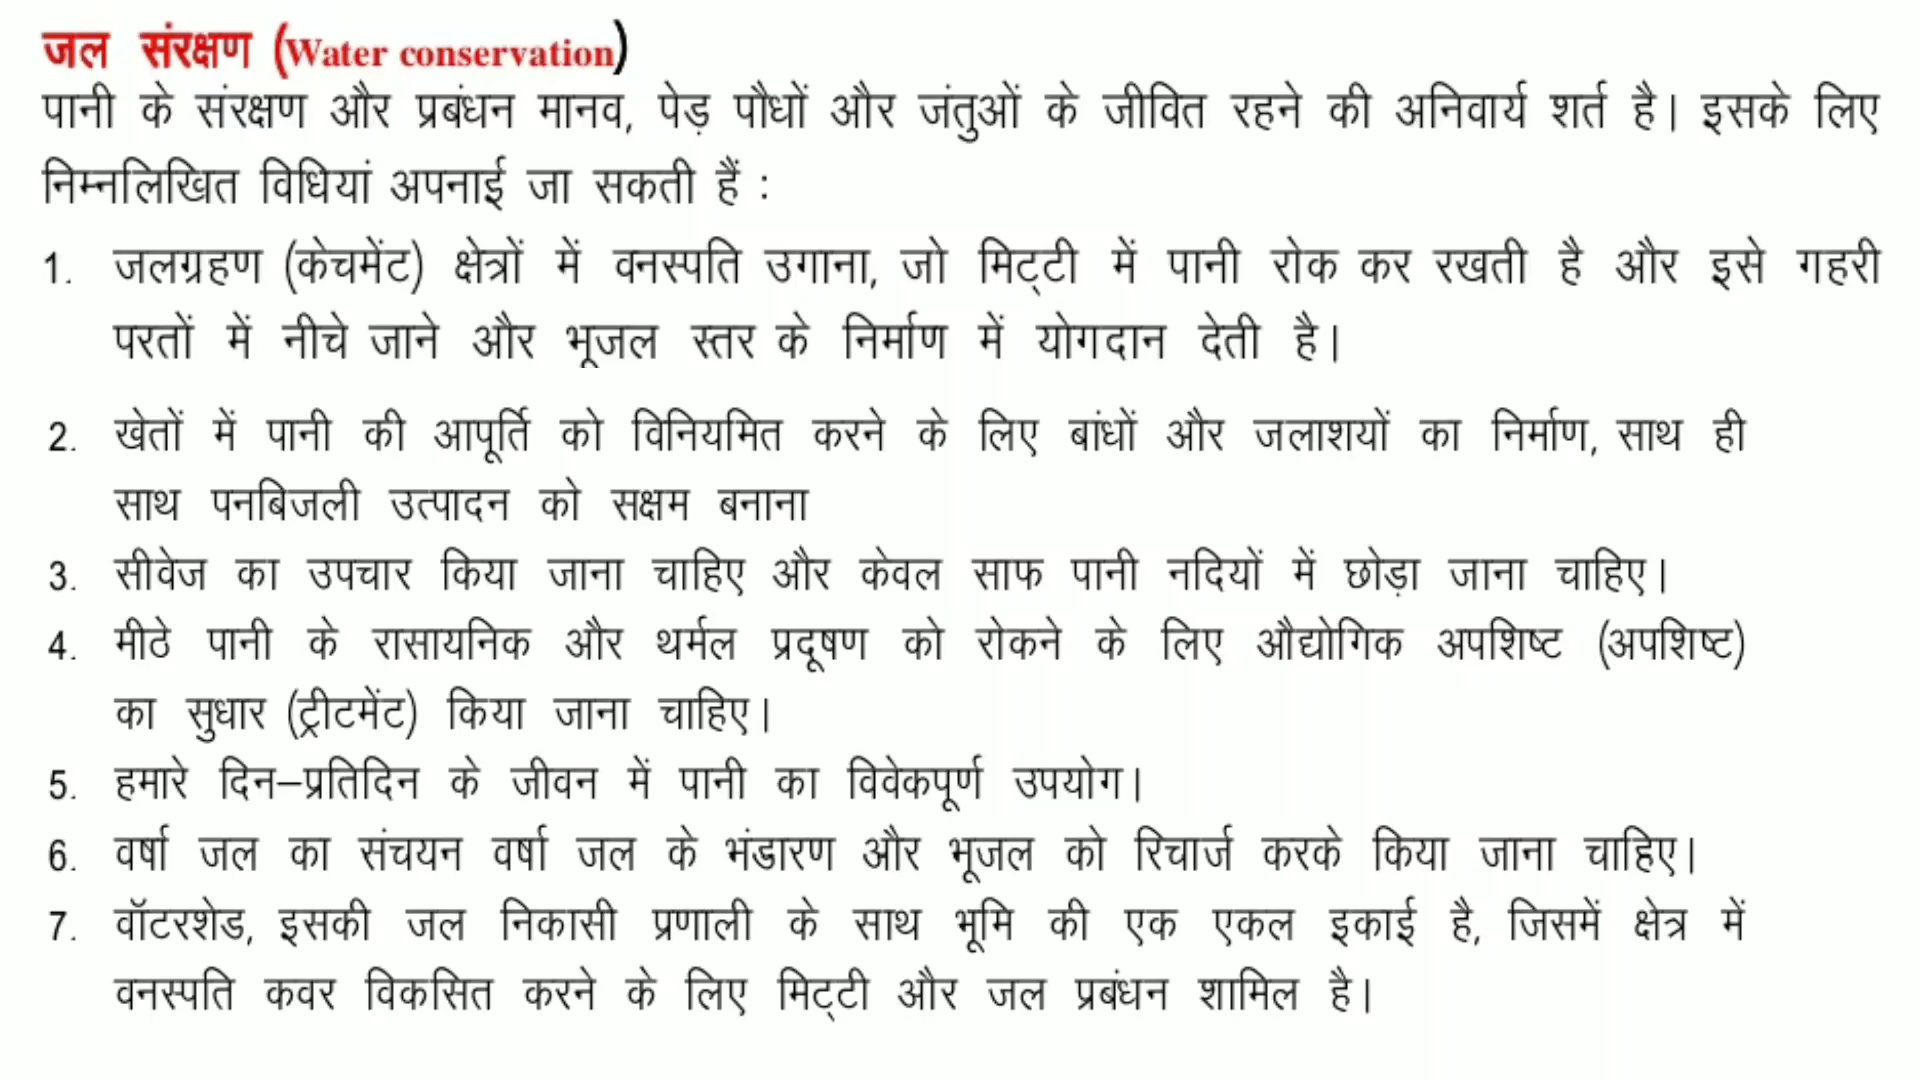 जल संरक्षण (Water conservation)
पानी के संरक्षण और प्रबंधन मानव, पेड़ पौधों और जंतुओं के जीवित रहने की अनिवार्य शर्त है। इसके लिए
निम्नलिखित विधियां अपनाई जा सकती हैं :
1. जलग्रहण (केचमेंट) क्षेत्रों में वनस्पति उगाना, जो मिट्टी में पानी रोक कर रखती है और इसे गहरी
परतों में नीचे जाने और भूजल स्तर के निर्माण में योगदान देती है।
2. खेतों में पानी की आपूर्ति को विनियमित करने के लिए बांधों और जलाशयों का निर्माण, साथ ही
साथ पनबिजली उत्पादन को सक्षम बनाना
3. सीवेज का उपचार किया जाना चाहिए और केवल साफ पानी नदियों में छोड़ा जाना चाहिए।
4. मीठे पानी के रासायनिक और थर्मल प्रदूषण को रोकने के लिए औद्योगिक अपशिष्ट (अपशिष्ट)
का सुधार (ट्रीटमेंट) किया जाना चाहिए।
5. हमारे दिन–प्रतिदिन के जीवन में पानी का विवेकपूर्ण उपयोग।
6. वर्षा जल का संचयन वर्षा जल के भंडारण और भूजल को रिचार्ज करके किया जाना चाहिए।
7. वॉटरशेड, इसकी जल निकासी प्रणाली के साथ भूमि की एक एकल इकाई है, जिसमें क्षेत्र में
वनस्पति कवर विकसित करने के लिए मिट्टी और जल प्रबंधन शामिल है।